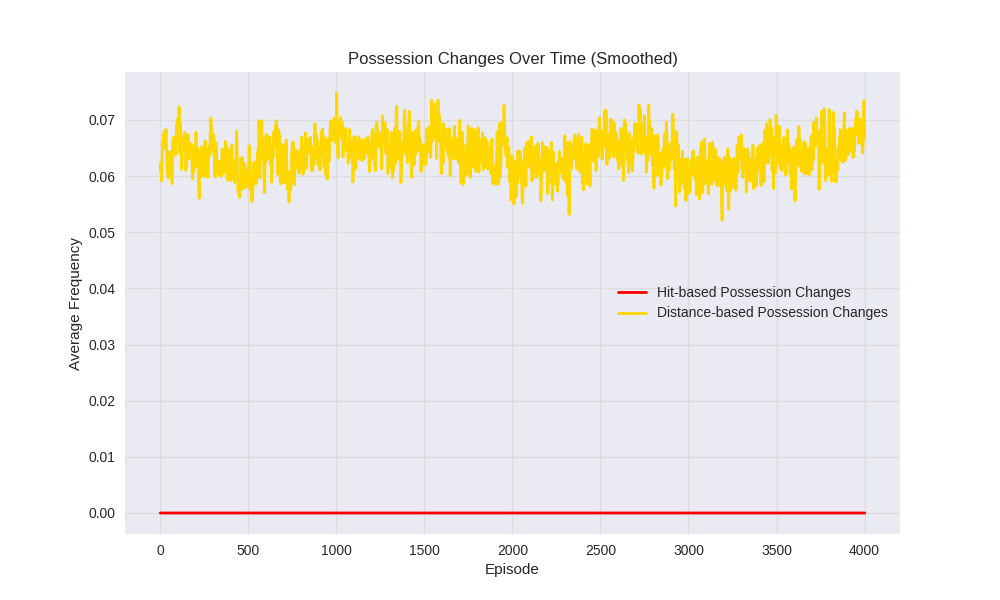 Possession Changes Over Time (Smoothed)
Average Frequency
0.07
0.06
0.05
0.04
0.03
0.02
0.01
0.00
Hit-based Possession Changes
Distance-based Possession Changes
0 500 1000 1500 2000 2500 3000 3500 4000
Episode